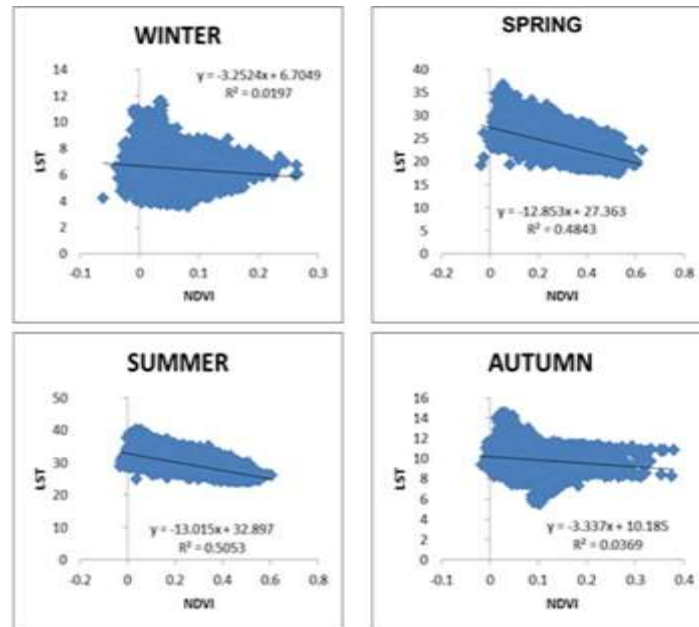 WINTER
y = -3.2524x + 6.7049
R² = 0.0197
14
12
10
8
6
4
2
0
LST
-0.1
0
0.1
0.2
0.3
NDVI
SPRING
40
35
30
25
20
15
10
5
0
LST
y = -12.853x + 27.363
R² = 0.4843
-0.2
0
0.2
0.4
0.6
0.8
NDVI
SUMMER
50
40
30
20
10
0
LST
y = -13.015x + 32.897
R² = 0.5053
-0.2
0
0.2
0.4
0.6
0.8
NDVI
AUTUMN
16
14
12
10
8
6
4
2
0
LST
y = -3.337x + 10.185
R² = 0.0369
-0.2
-0.1
0
0.1
0.2
0.3
0.4
NDVI